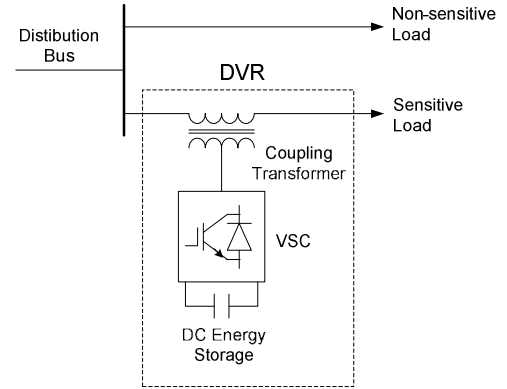 Non-sensitive
Load
Distibution
Bus
DVR
Sensitive
Load
Coupling
Transformer
VSC
DC Energy
Storage